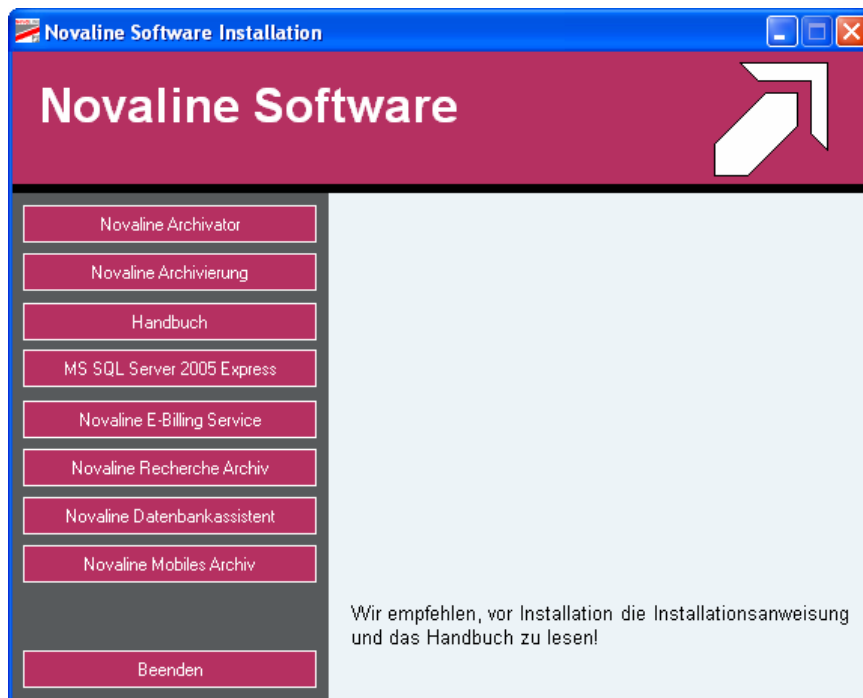 Novaline Software Installation
Novaline Software
Novaline Archivator
Novaline Archivierung
Handbuch
MS SQL Server 2005 Express
Novaline E-Billing Service
Novaline Recherche Archiv
Novaline Datenbankassistent
Novaline Mobiles Archiv
Beenden
Wir empfehlen, vor Installation die Installationsanweisung
und das Handbuch zu lesen!